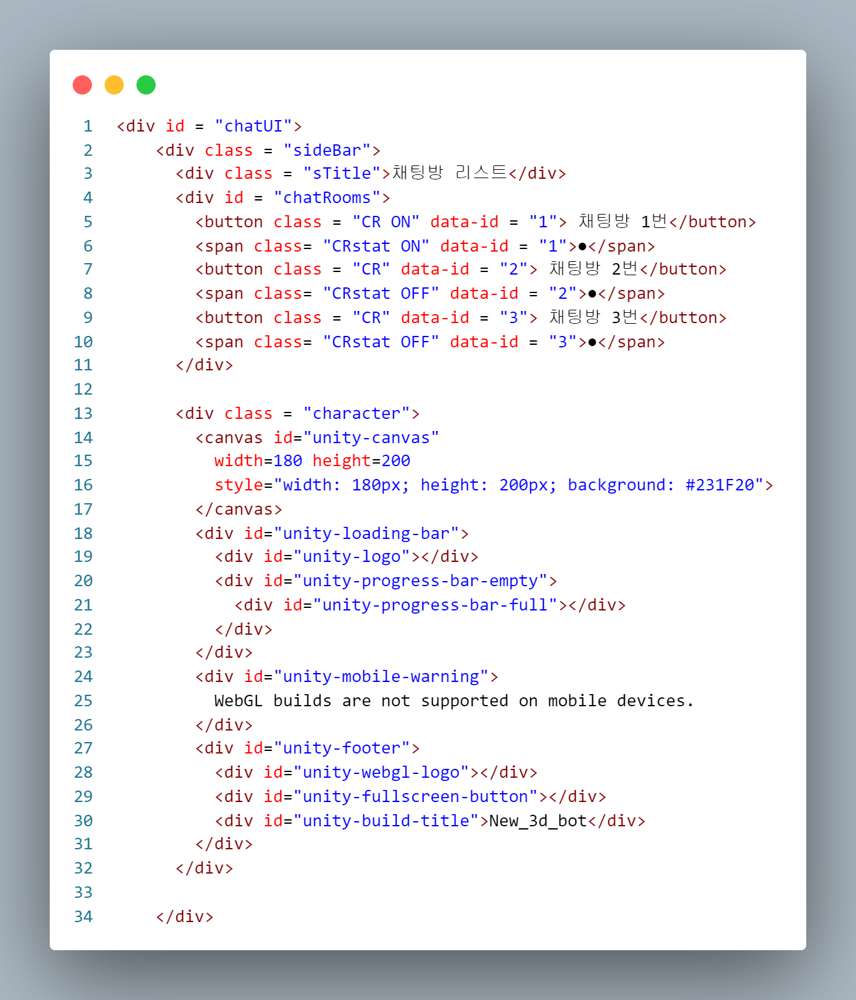 1 <div id = "chatUI">
2     <div class = "sideBar">
3       <div class = "sTitle">채팅방 리스트</div>
4       <div id = "chatRooms">
5         <button class = "CR ON" data-id = "1"> 채팅방 1번</button>
6         <span class= "CRstat ON" data-id = "1">●</span>
7         <button class = "CR" data-id = "2"> 채팅방 2번</button>
8         <span class= "CRstat OFF" data-id = "2">●</span>
9         <button class = "CR" data-id = "3"> 채팅방 3번</button>
10         <span class= "CRstat OFF" data-id = "3">●</span>
11       </div>
12
13       <div class = "character">
14         <canvas id="unity-canvas"
15           width=180 height=200
16           style="width: 180px; height: 200px; background: #231F20">
17         </canvas>
18         <div id="unity-loading-bar">
19           <div id="unity-logo"></div>
20           <div id="unity-progress-bar-empty">
21             <div id="unity-progress-bar-full"></div>
22           </div>
23         </div>
24         <div id="unity-mobile-warning">
25           WebGL builds are not supported on mobile devices.
26         </div>
27         <div id="unity-footer">
28           <div id="unity-webgl-logo"></div>
29           <div id="unity-fullscreen-button"></div>
30           <div id="unity-build-title">New_3d_bot</div>
31         </div>
32       </div>
33
34     </div>